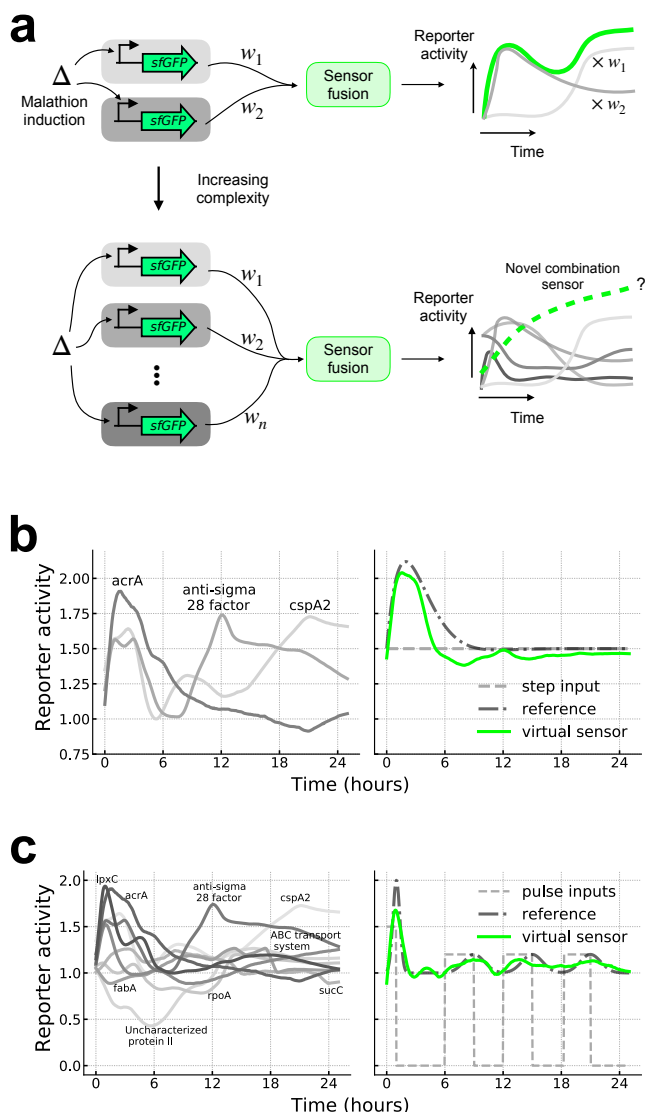 a
sfGFP
w1
Δ
Malathion
induction
sfGFP
w2
Sensor
fusion
Reporter
activity
× w1
× w2
Time
Increasing
complexity
sfGFP
w1
Δ
sfGFP
w2
sfGFP
wn
Sensor
fusion
Novel combination
sensor
?
Reporter
activity
Time
b
Reporter activity
2.00
1.75
1.50
1.25
1.00
0.75
acrA
anti-sigma
28 factor
cspA2
0 6 12 18 24
Time (hours)
step input
reference
virtual sensor
0 6 12 18 24
Time (hours)
c
Reporter activity
2.0
1.5
1.0
0.5
0.0
lpxC
acrA
anti-sigma
28 factor
cspA2
ABC transport
system
fabA
rpoA
sucC
Uncharacterized
protein II
0 6 12 18 24
Time (hours)
pulse inputs
reference
virtual sensor
0 6 12 18 24
Time (hours)